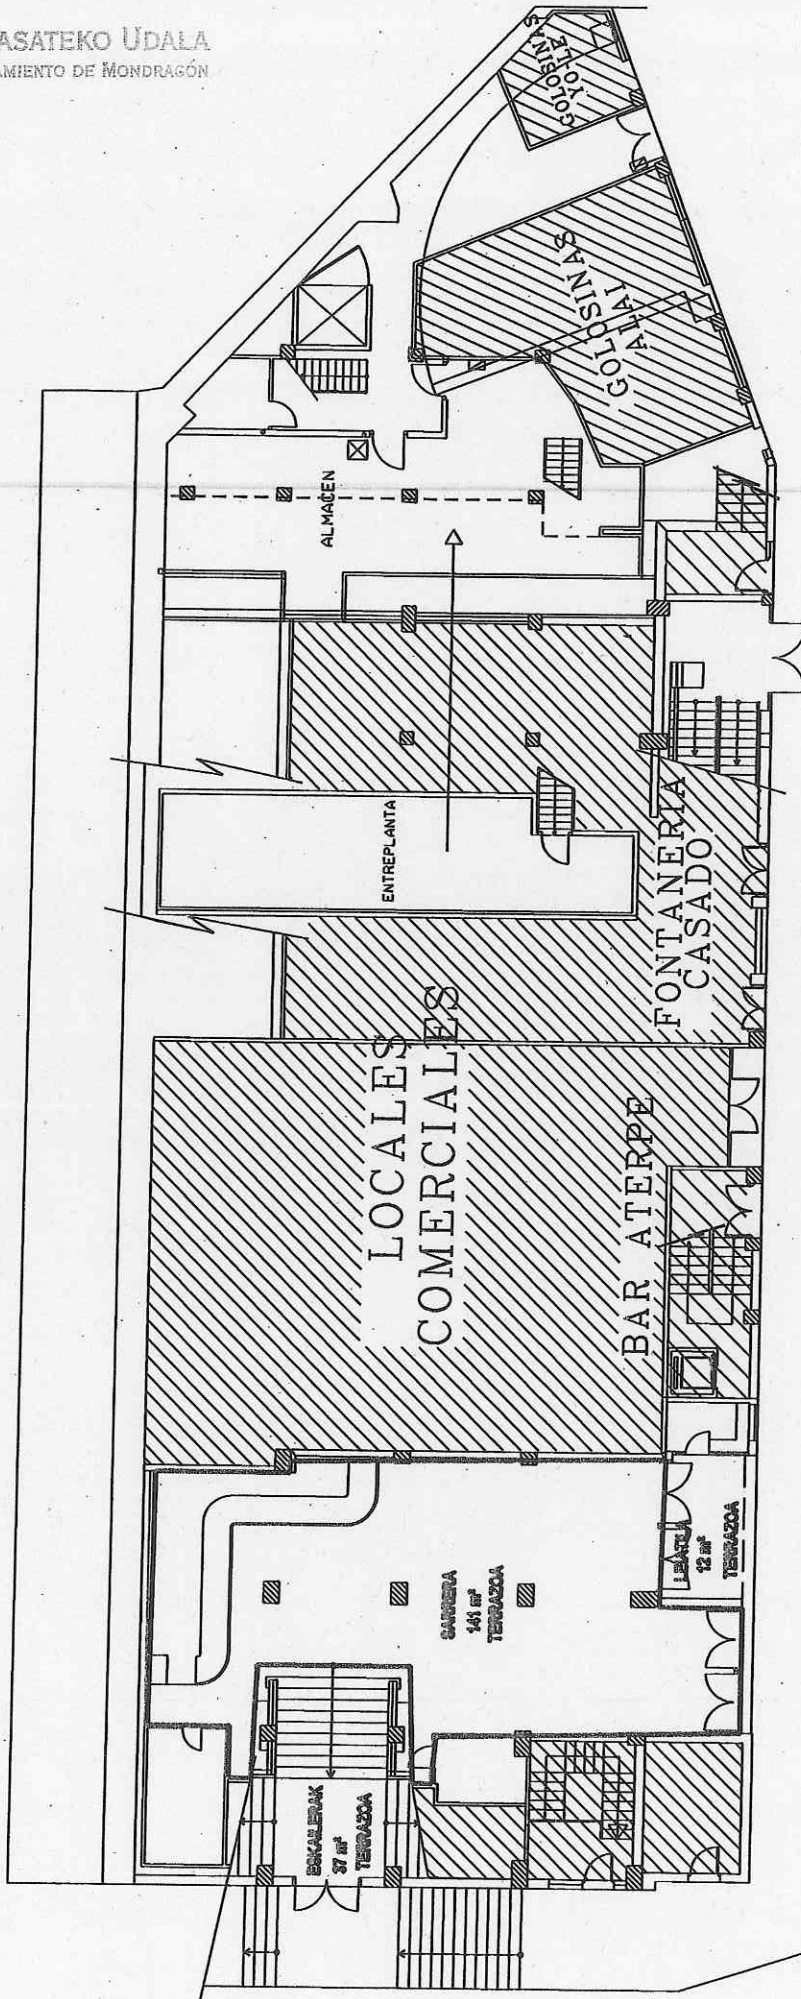 ASATEKO UDALA
AMIENTO DE MONDRAGÓN
GOLOSINAS
YOLE
GOLOSINAS
ALAI
ALMACEN
ENTREPLANTA
FONTANERIA
CASADO
LOCALES
COMERCIALES
BAR ATERPE
SARRERA
141 m²
TERRAZOA
12 m²
TERRAZOA
ESKAILERAK
37 m²
TERRAZOA